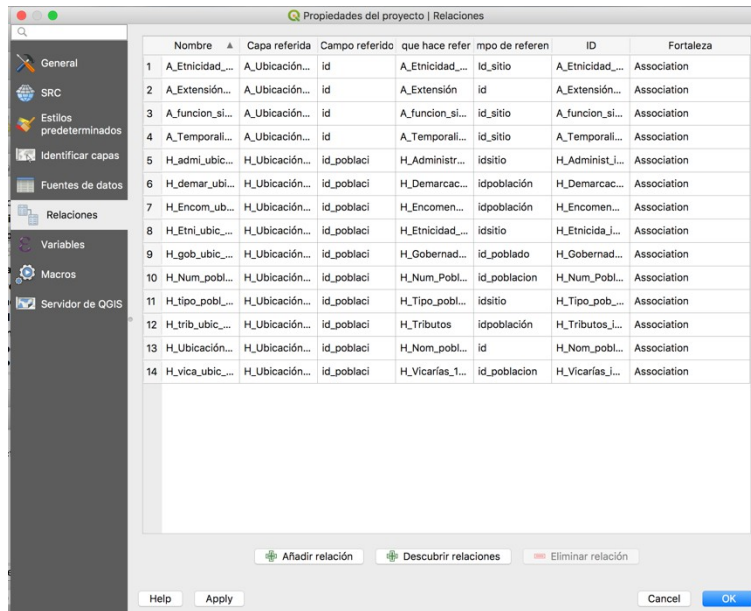 Propiedades del proyecto | Relaciones
General
SRC
Estilos
predeterminados
Identificar capas
Fuentes de datos
Relaciones
Variables
Macros
Servidor de QGIS
Nombre Capa referida Campo referido que hace refer mpo de referen ID Fortaleza
1 A_Etnicidad_... A_Ubicación... id A_Etnicidad_... Id_sitio A_Etnicidad_... Association
2 A_Extensión... A_Ubicación... id A_Extensión id A_Extensión... Association
3 A_funcion_si... A_Ubicación... id A_funcion_si... id_sitio A_funcion_si... Association
4 A_Temporali... A_Ubicación... id A_Temporali... id_sitio A_Temporali... Association
5 H_admi_ubic... H_Ubicación... id_poblaci H_Administr... idsitio H_Administ_i... Association
6 H_demar_ubi... H_Ubicación... id_poblaci H_Demarcac... idpoblación H_Demarcac... Association
7 H_Encom_ub... H_Ubicación... id_poblaci H_Encomen... idpoblación H_Encomen... Association
8 H_Etni_ubic_... H_Ubicación... id_poblaci H_Etnicidad_... idsitio H_Etnicida_i... Association
9 H_gob_ubic_... H_Ubicación... id_poblaci H_Gobernad... id_poblado H_Gobernad... Association
10 H_Num_pobl... H_Ubicación... id_poblaci H_Num_Pobl... id_poblacion H_Num_Pobl... Association
11 H_tipo_pobl_... H_Ubicación... id_poblaci H_Tipo_pobl... idsitio H_Tipo_pob_... Association
12 H_trib_ubic_... H_Ubicación... id_poblaci H_Tributos idpoblación H_Tributos_i... Association
13 H_Ubicación... H_Ubicación... id_poblaci H_Nom_pobl... id H_Nom_pobl... Association
14 H_vica_ubic_... H_Ubicación... id_poblaci H_Vicarías_1... id_poblacion H_Vicarías_i... Association
Añadir relación Descubrir relaciones Eliminar relación
Help Apply Cancel OK